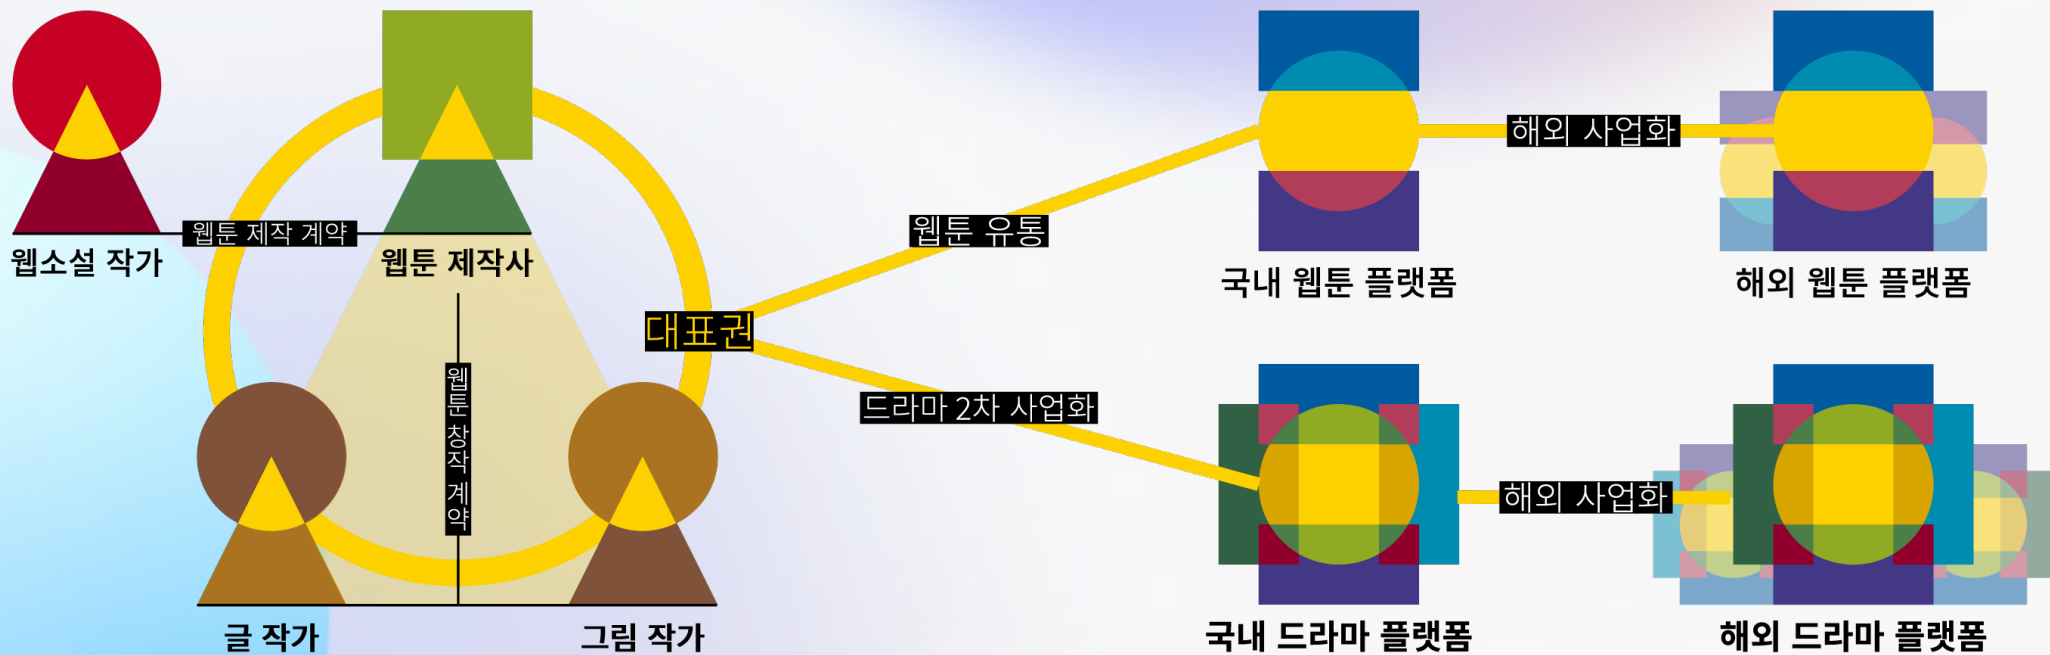 해외 사업화
웹툰 제작 계약
웹툰 유통
웹소설 작가
웹툰 제작사
국내 웹툰 플랫폼
해외 웹툰 플랫폼
대표권
웹툰 창작 계약
드라마 2차 사업화
해외 사업화
글 작가
그림 작가
국내 드라마 플랫폼
해외 드라마 플랫폼